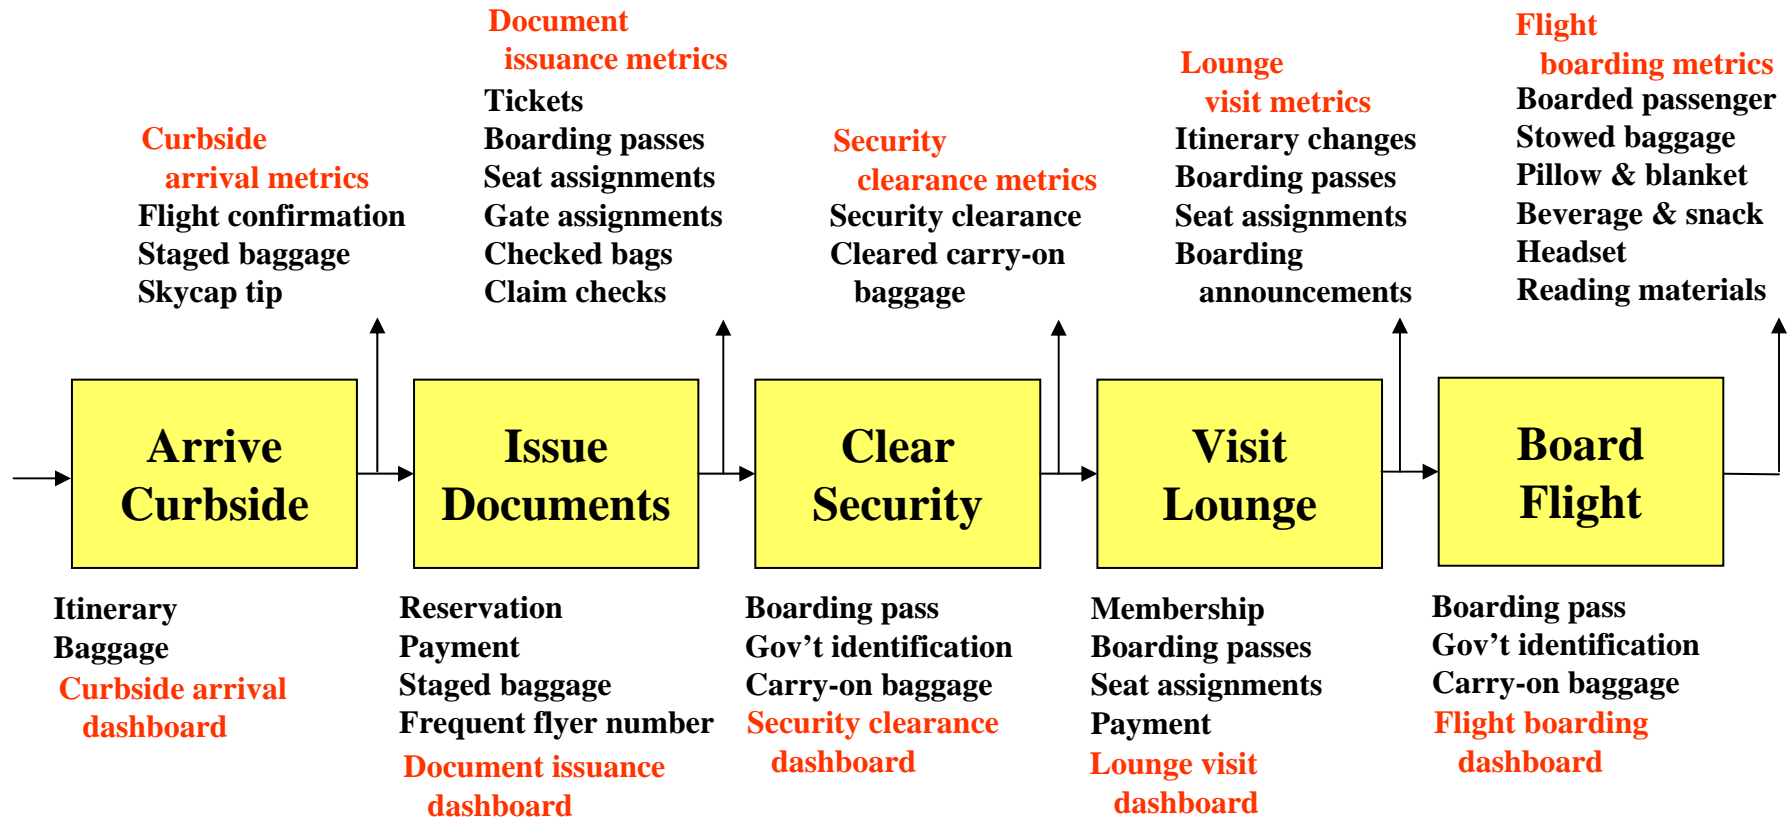 Curbside
arrival metrics
Flight confirmation
Staged baggage
Skycap tip
Document
issuance metrics
Tickets
Boarding passes
Seat assignments
Gate assignments
Checked bags
Claim checks
Security
clearance metrics
Security clearance
Cleared carry-on
baggage
Lounge
visit metrics
Itinerary changes
Boarding passes
Seat assignments
Boarding
announcements
Flight
boarding metrics
Boarded passenger
Stowed baggage
Pillow & blanket
Beverage & snack
Headset
Reading materials
Arrive
Curbside
Issue
Documents
Clear
Security
Visit
Lounge
Board
Flight
Itinerary
Baggage
Curbside arrival
dashboard
Reservation
Payment
Staged baggage
Frequent flyer number
Document issuance
dashboard
Boarding pass
Gov’t identification
Carry-on baggage
Security clearance
dashboard
Membership
Boarding passes
Seat assignments
Payment
Lounge visit
dashboard
Boarding pass
Gov’t identification
Carry-on baggage
Flight boarding
dashboard